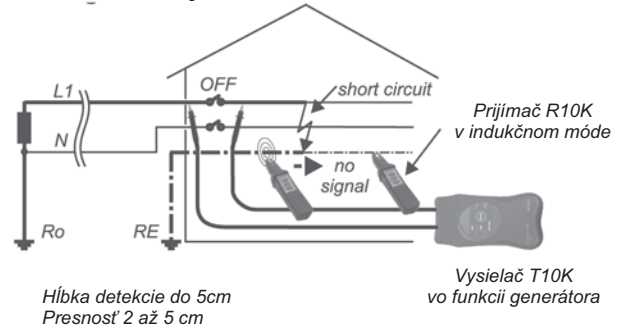 L1
OFF
short circuit
N
no
signal
Ro
RE
Prijímač R10K
v indukčnom móde
Vysielač T10K
vo funkcii generátora
Hĺbka detekcie do 5cm
Presnosť 2 až 5 cm